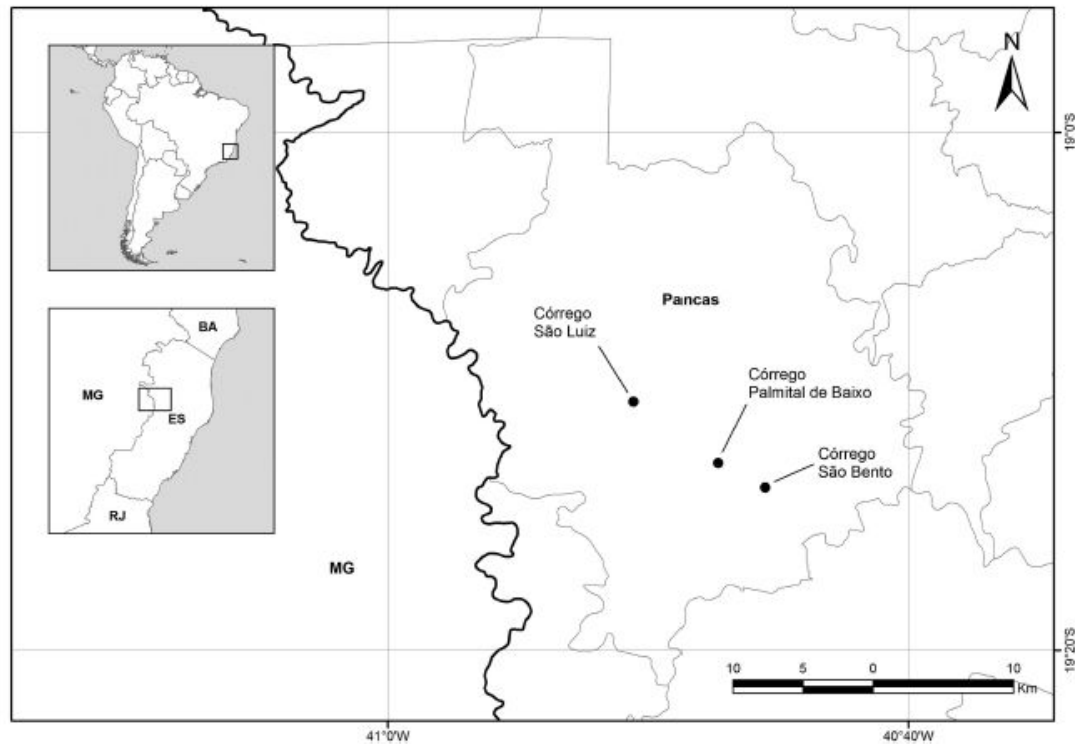 N
19°0'S
BA
MG
ES
RJ
Pancas
Córrego
São Luiz
Córrego
Palmital de Baixo
Córrego
São Bento
MG
10 5 0 10
Km
19°20'S
41°0'W
40°40'W